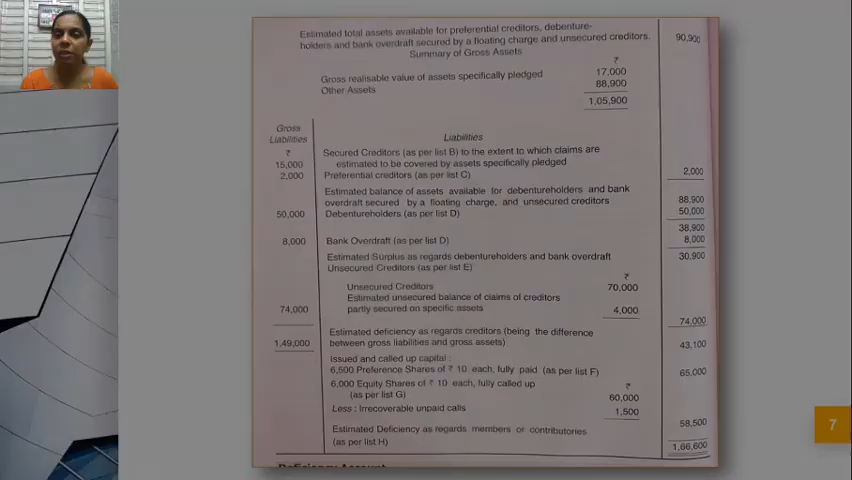 Estimated total assets available for preferential creditors, debenture-
holders and bank overdraft secured by a floating charge and unsecured creditors. 90,900
Summary of Gross Assets
₹
Gross realisable value of assets specifically pledged 17,000
Other Assets 88,900
1,05,900
Gross
Liabilities Liabilities
₹ Secured Creditors (as per list B) to the extent to which claims are
15,000 estimated to be covered by assets specifically pledged
2,000 Preferential creditors (as per list C) 2,000
Estimated balance of assets available for debentureholders and bank
overdraft secured by a floating charge, and unsecured creditors 88,900
50,000 Debentureholders (as per list D) 50,000
38,900
8,000 Bank Overdraft (as per list D) 8,000
Estimated Surplus as regards debentureholders and bank overdraft 30,900
Unsecured Creditors (as per list E) ₹
Unsecured Creditors 70,000
Estimated unsecured balance of claims of creditors
74,000 partly secured on specific assets 4,000
74,000
Estimated deficiency as regards creditors (being the difference
1,49,000 between gross liabilities and gross assets) 43,100
Issued and called up capital :
6,500 Preference Shares of ₹ 10 each, fully paid (as per list F) 65,000
6,000 Equity Shares of ₹ 10 each, fully called up ₹
(as per list G) 60,000
Less : Irrecoverable unpaid calls 1,500
58,500
Estimated Deficiency as regards members or contributories
(as per list H) 1,66,600
Deficiency Account
7